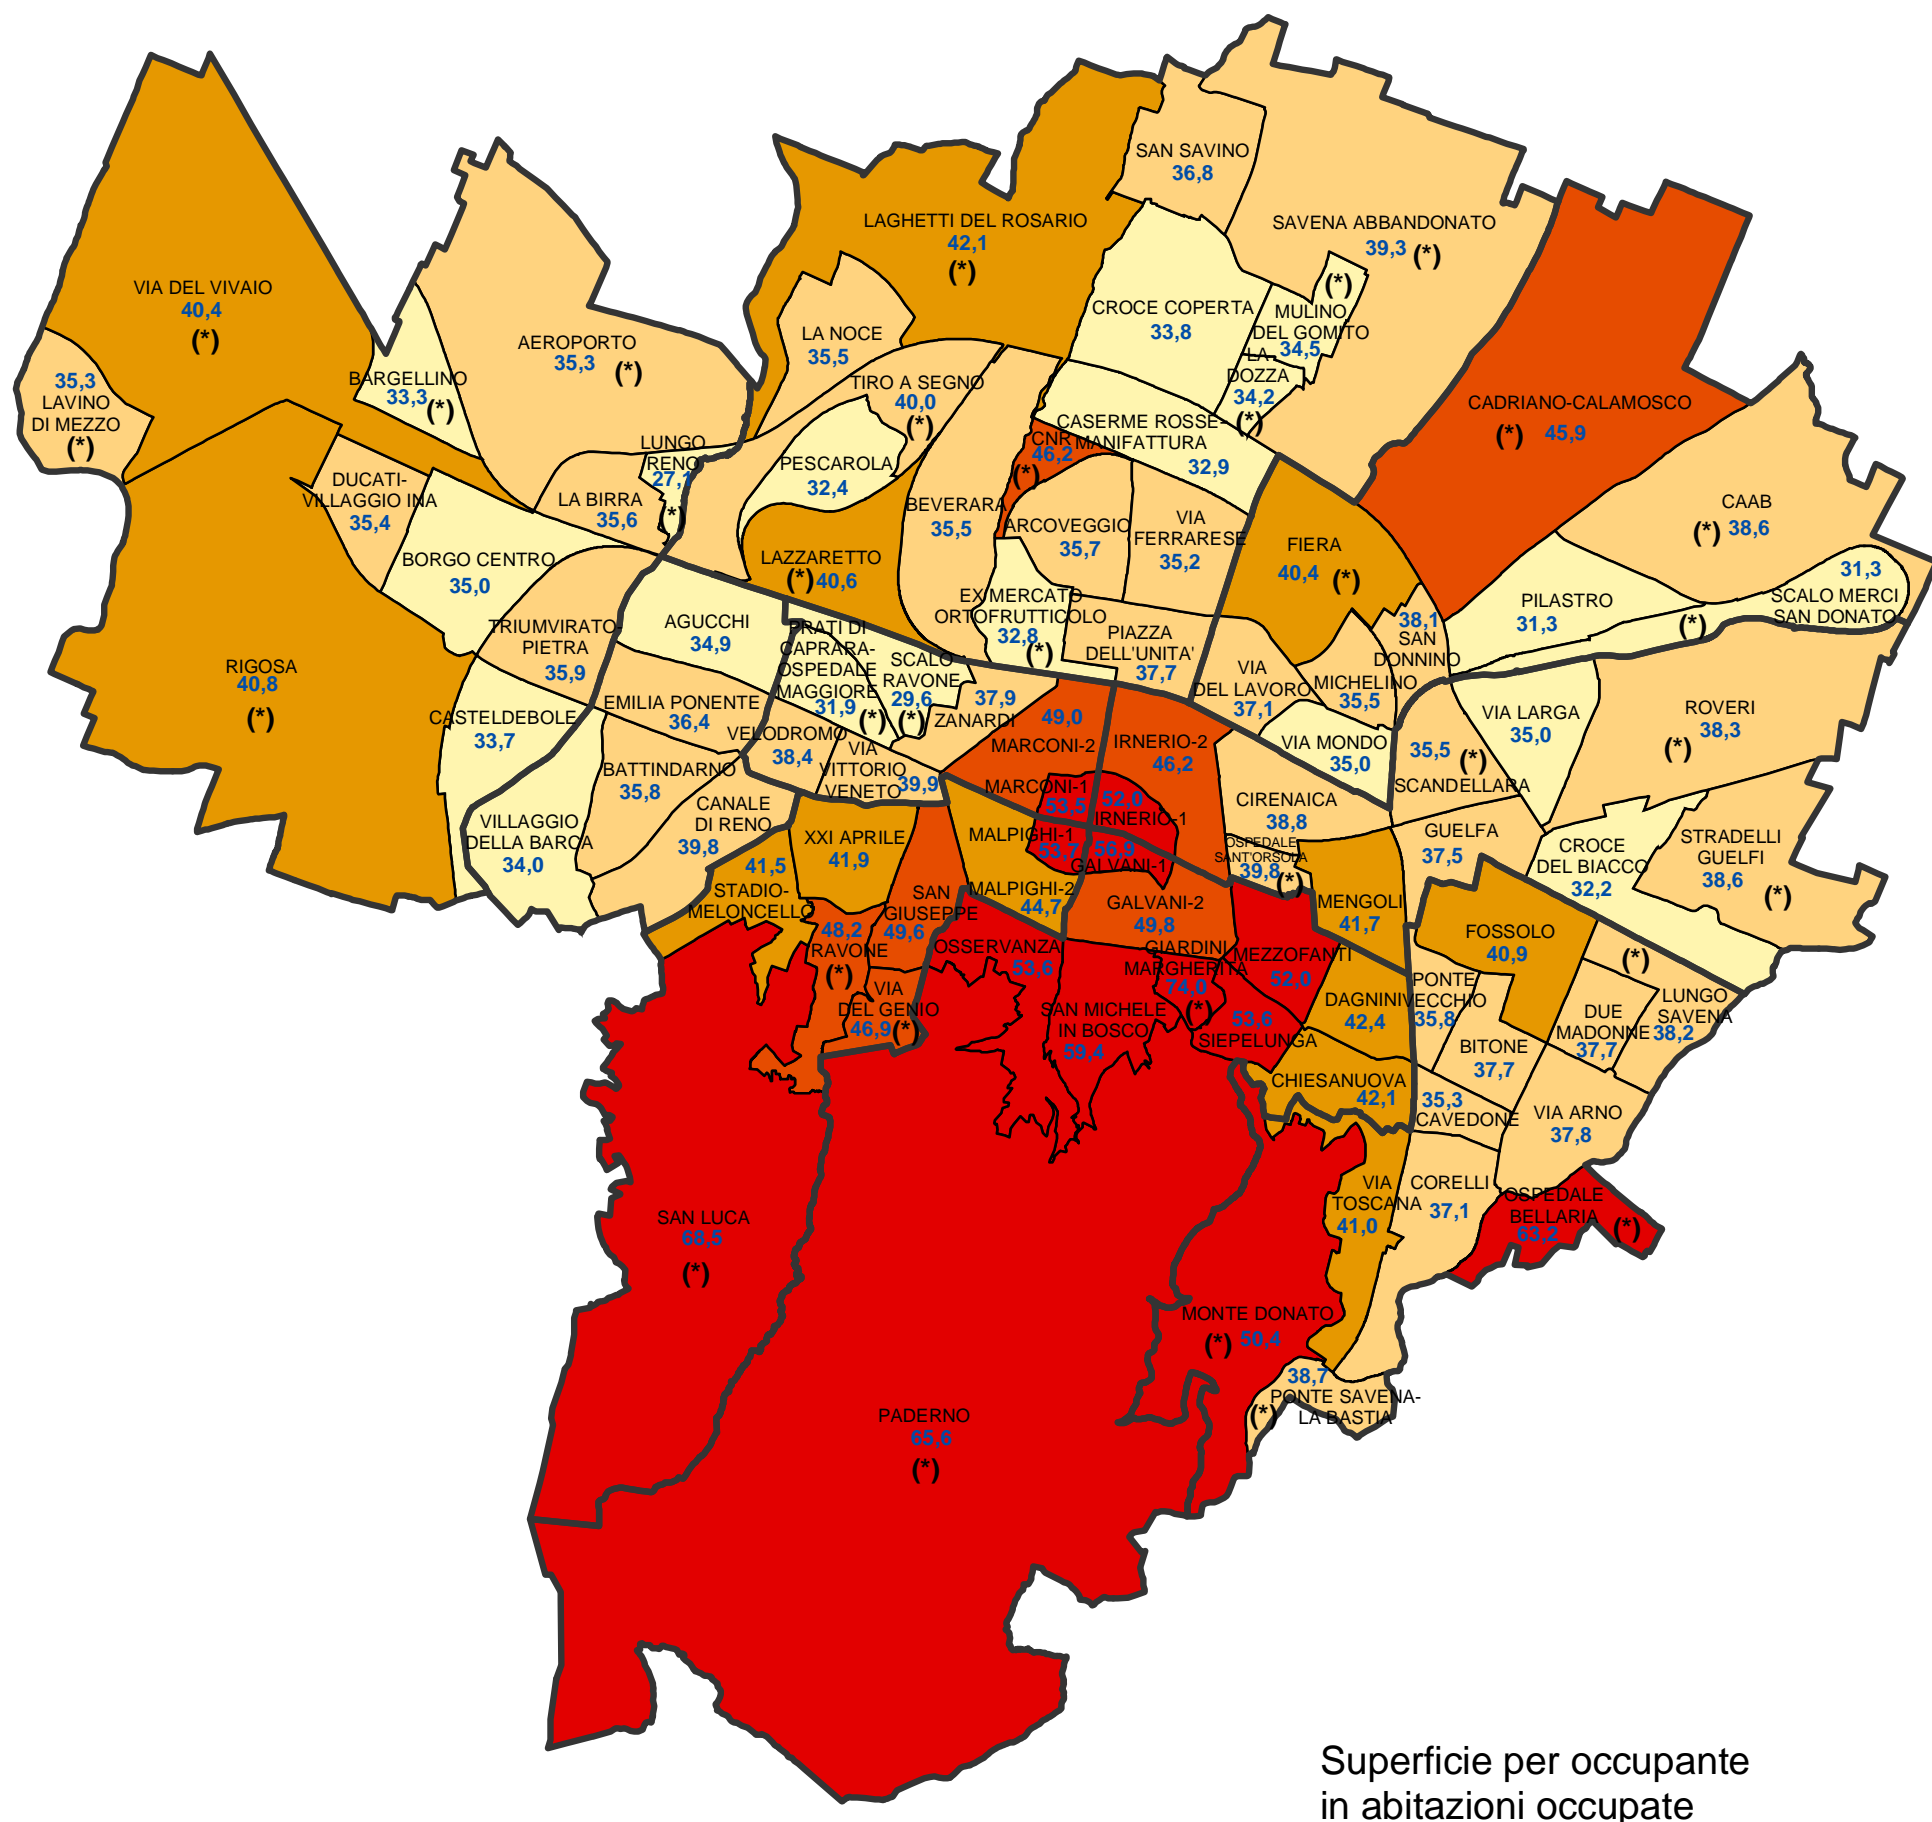 SAN SAVINO
36,8
LAGHETTI DEL ROSARIO
42,1
(*)
SAVENA ABBANDONATO
39,3 (*)
VIA DEL VIVAIO
40,4
(*)
AEROPORTO
35,3 (*)
LA NOCE
35,5
CROCE COPERTA
33,8
(*)
MULINO
DEL GOMITO
34,5
LA
DOZZA
34,2
(*)
35,3
LAVINO
DI MEZZO
(*)
BARGELLINO
33,3
(*)
TIRO A SEGNO
40,0
(*)
CADRIANO-CALAMOSCO
(*) 45,9
CASERME ROSSE-
MANIFATTURA
32,9
CNR
46,2
(*)
LUNGO
RENO
27,1
(*)
PESCAROLA
32,4
DUCATI-
VILLAGGIO INA
35,4
LA BIRRA
35,6
BEVERARA
35,5
ARCOVEGGIO
35,7
VIA
FERRARESE
35,2
CAAB
(*) 38,6
FIERA
40,4 (*)
BORGO CENTRO
35,0
LAZZARETTO
(*) 40,6
EX MERCATO
ORTOFRUTTICOLO
32,8
(*)
31,3
SCALO MERCI
SAN DONATO
(*)
PILASTRO
31,3
38,1
SAN
DONNINO
AGUCCHI
34,9
PRATI DI
CAPRARA-
OSPEDALE
MAGGIORE
31,9
(*)
TRIUMVIRATO-
PIETRA
35,9
PIAZZA
DELL'UNITA'
37,7
SCALO
RAVONE
29,6
(*)
RIGOSA
40,8
(*)
VIA
DEL LAVORO
37,1
MICHELINO
35,5
EMILIA PONENTE
36,4
37,9
ZANARDI
CASTELDEBOLE
33,7
49,0
MARCONI-2
VIA LARGA
35,0
ROVERI
38,3
(*)
VELODROMO
38,4
VIA
VITTORIO
VENETO
39,9
IRNERIO-2
46,2
VIA MONDO
35,0
35,5
(*)
SCANDELLARA
BATTINDARNO
35,8
MARCONI-1
53,5
52,0
IRNERIO-1
CIRENAICA
38,8
CANALE
DI RENO
39,8
VILLAGGIO
DELLA BARCA
34,0
XXI APRILE
41,9
MALPIGHI-1
53,7
56,9
GALVANI-1
GUELFA
37,5
OSPEDALE
SANT'ORSOLA
39,8
(*)
CROCE
DEL BIACCO
32,2
STRADELLI
GUELFI
38,6
(*)
41,5
STADIO-
MELONCELLO
SAN
GIUSEPPE
49,6
MALPIGHI-2
44,7
GALVANI-2
49,8
MENGOLI
41,7
48,2
RAVONE
(*)
FOSSOLO
40,9
OSSERVANZA
53,6
GIARDINI
MARGHERITA
74,0
(*)
MEZZOFANTI
52,0
(*)
VIA
DEL GENIO
46,9
(*)
PONTE
VECCHIO
35,8
DAGNINI
42,4
SAN MICHELE
IN BOSCO
59,4
53,6
SIEPELUNGA
DUE
MADONNE
37,7
LUNGO
SAVENA
38,2
BITONE
37,7
CHIESANUOVA
42,1
35,3
CAVEDONE
VIA ARNO
37,8
VIA
TOSCANA
41,0
CORELLI
37,1
OSPEDALE
BELLARIA
63,2
(*)
SAN LUCA
68,5
(*)
MONTE DONATO
(*) 50,4
38,7
PONTE SAVENA-
LA BASTIA
(*)
PADERNO
65,6
(*)
Superficie per occupante
in abitazioni occupate